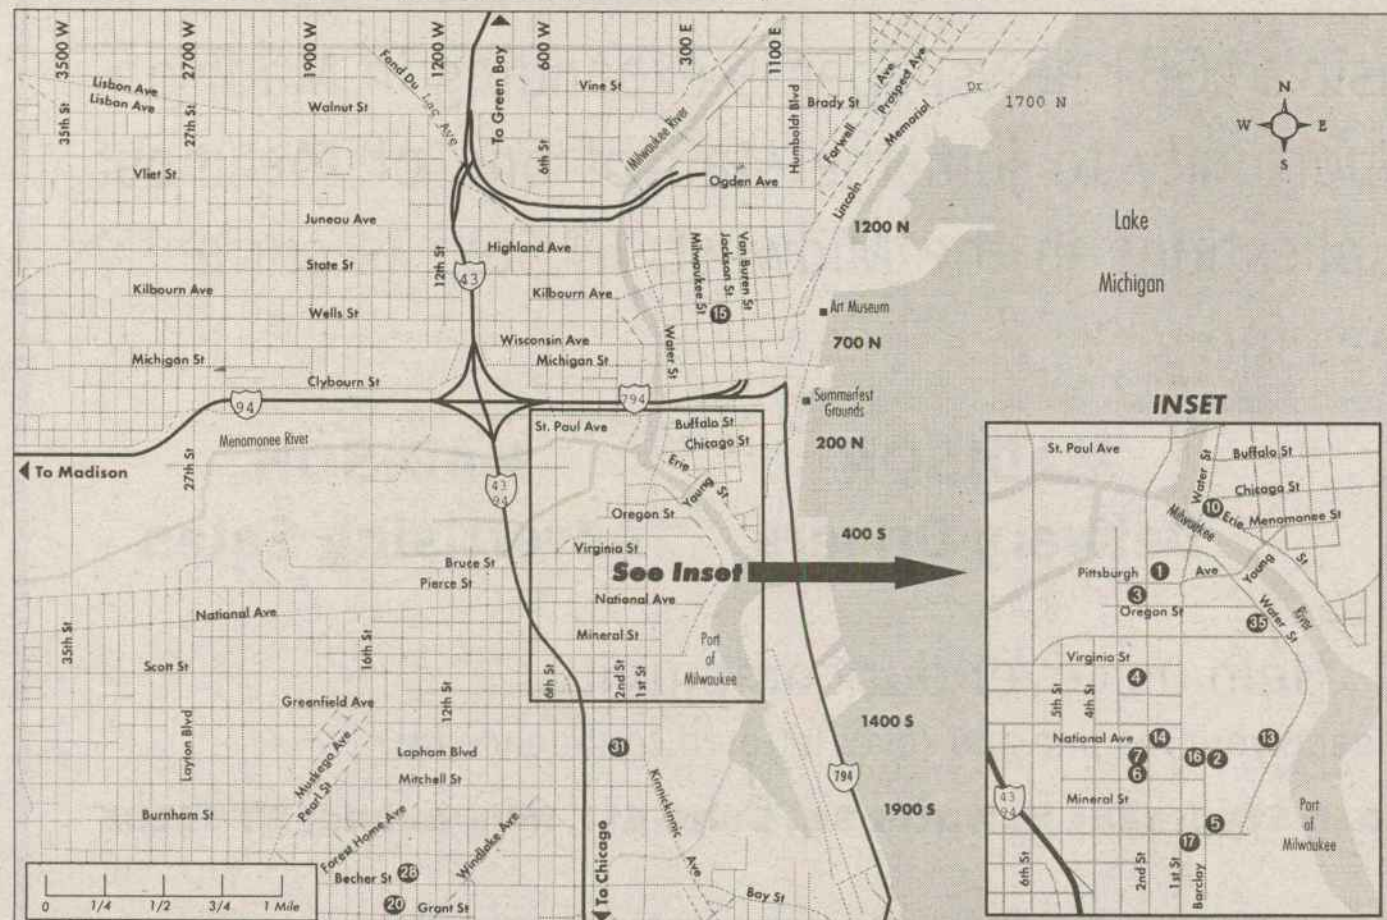 3500 W
2700 W
1900 W
1200 W
600 W
300 E
1100 E
To Green Bay
Fond Du Lac Ave
Lisbon Ave
Lisbon Ave
Walnut St
Vine St
Brady St
Farwell Ave
Prospect Ave
Lincoln Memorial Dr
1700 N
N
W E
S
35th St
27th St
6th St
Milwaukee River
Humboldt Blvd
Vliet St
Ogden Ave
Juneau Ave
Highland Ave
1200 N
Lake
Michigan
State St
12th St
43
Milwaukee St
Jackson St
Van Buren St
Kilbourn Ave
Kilbourn Ave
Wells St
15
Art Museum
Wisconsin Ave
700 N
Michigan St
Michigan St
Water St
Clybourn St
94
794
Summerfest
Grounds
INSET
Menomonee River
St. Paul Ave
Buffalo St
Chicago St
200 N
To Madison
27th St
43
94
Erie
Young St
Oregon St
400 S
Virginia St
Bruce St
See Inset
Pierce St
National Ave
National Ave
Mineral St
Port
of
Milwaukee
35th St
16th St
Scott St
6th St
2nd St
1st St
Greenfield Ave
12th St
1400 S
Layton Blvd
Muskego Ave
Pearl St
Lapham Blvd
31
Mitchell St
794
Kinnickinnic Ave
1900 S
Burnham St
Forest Home Ave
Windlake Ave
To Chicago
Becher St
28
20
Grant St
Bay St
0 1/4 1/2 3/4 1 Mile
St. Paul Ave
Water St
Buffalo St
Chicago St
10
Erie
Menomonee St
Milwaukee River
Young St
Pittsburgh Ave
1
3
Oregon St
35
Water St
Virginia St
4
5th St
4th St
National Ave
14
13
7
16
2
6
Mineral St
43
94
5
17
Port
of
Milwaukee
6th St
2nd St
1st St
Barclay